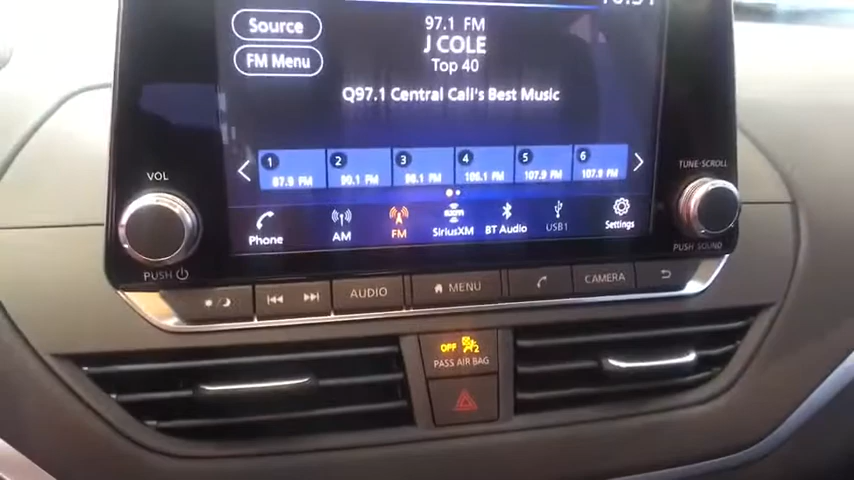 Source
97.1 FM
FM Menu
J COLE
Top 40
Q97.1 Central Cali's Best Music
1 2 3 4 5 6
87.9 FM 90.1 FM 106.1 FM 107.9 FM 107.9 FM
VOL
TUNE·SCROLL
Phone AM FM SiriusXM BT Audio USB1 Settings
PUSH
PUSH SOUND
AUDIO MENU CAMERA
OFF 2
PASS AIR BAG